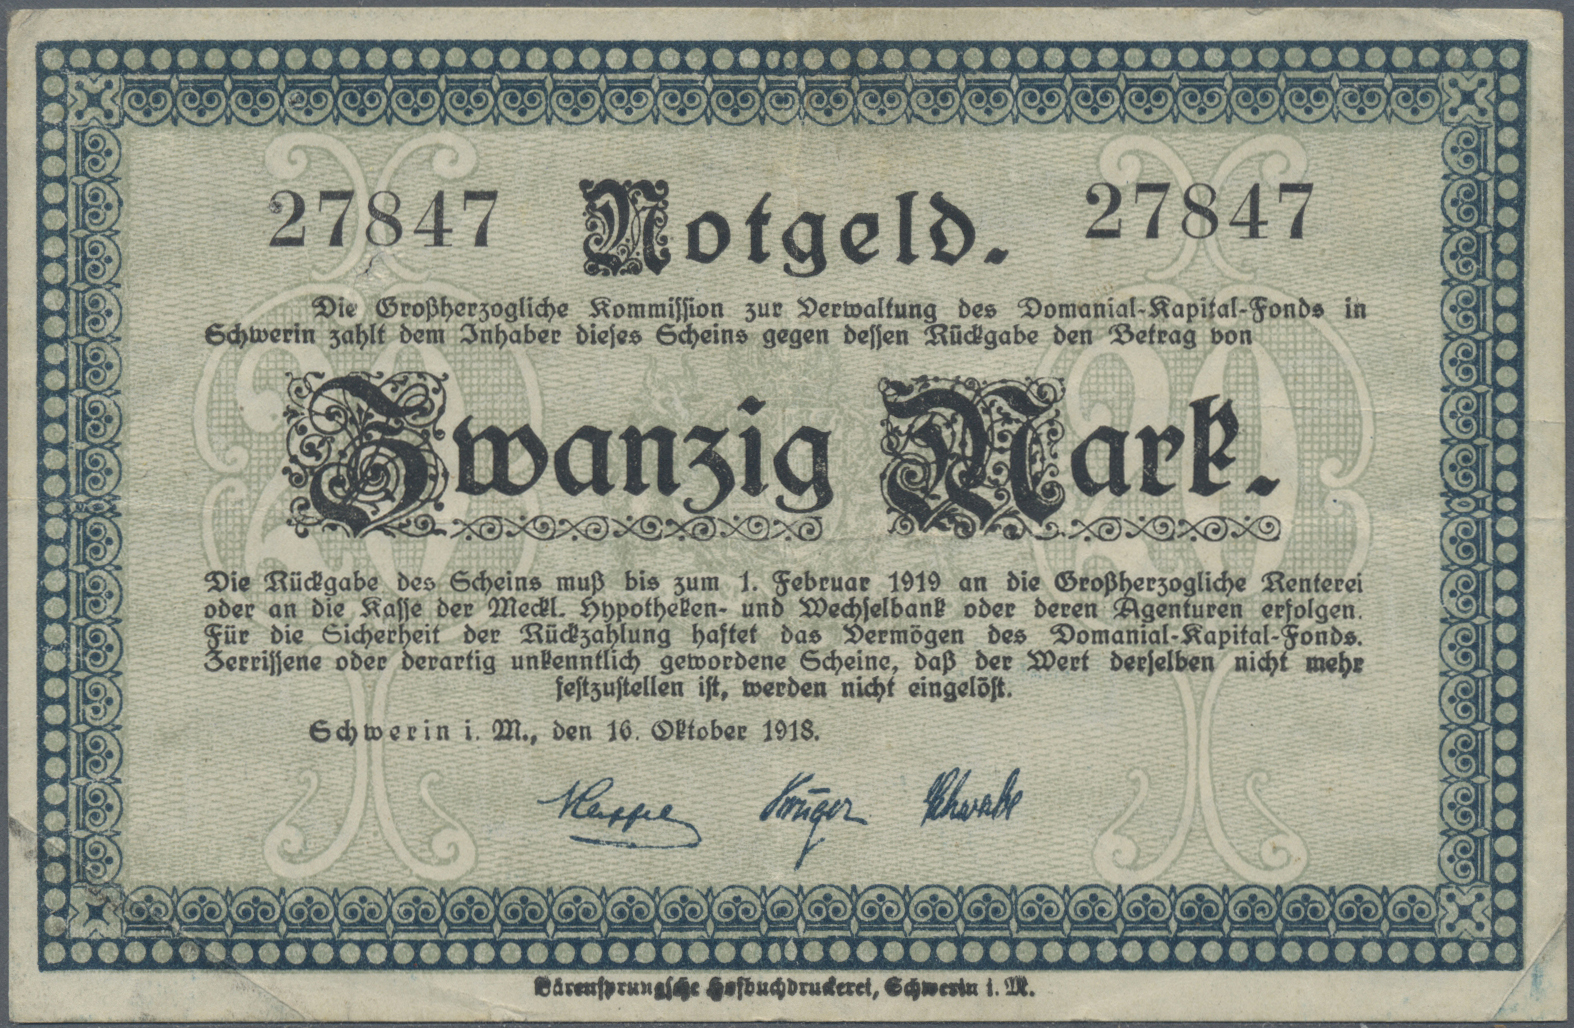 27847 Notgeld. 27847
Die Großherzogliche Kommission zur Verwaltung des Domanial-Kapital-Fonds in
Schwerin zahlt dem Inhaber dieses Scheins gegen dessen Rückgabe den Betrag von
20 20
Zwanzig Mark.
Die Rückgabe des Scheins muß bis zum 1. Februar 1919 an die Großherzogliche Renterei
oder an die Kasse der Meckl. Hypotheken- und Wechselbank oder deren Agenturen erfolgen.
Für die Sicherheit der Rückzahlung haftet das Vermögen des Domanial-Kapital-Fonds.
Zerrissene oder derartig unkenntlich gewordene Scheine, daß der Wert derselben nicht mehr
festzustellen ist, werden nicht eingelöst.
Schwerin i. M., den 16. Oktober 1918.
Krüger Schwabe
Bärensprungsche Hofbuchdruckerei, Schwerin i. M.